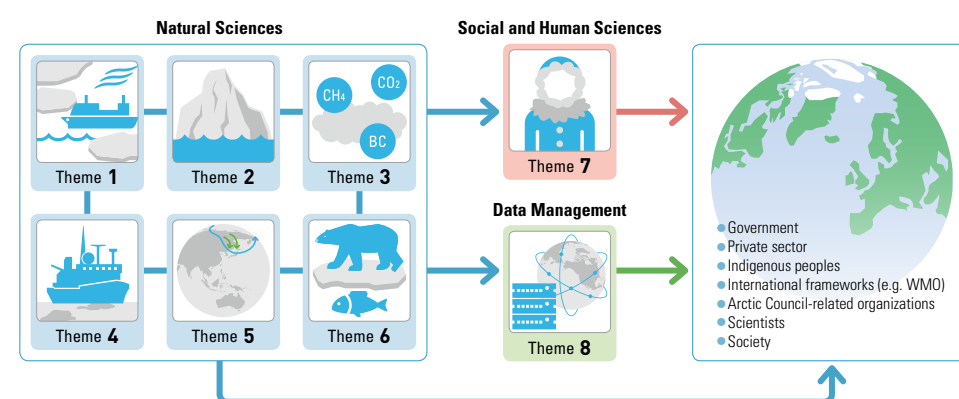 Natural Sciences
Social and Human Sciences
CH₄
CO₂
BC
Theme 1
Theme 2
Theme 3
Theme 7
Data Management
Theme 4
Theme 5
Theme 6
Theme 8
Government
Private sector
Indigenous peoples
International frameworks (e.g. WMO)
Arctic Council-related organizations
Scientists
Society